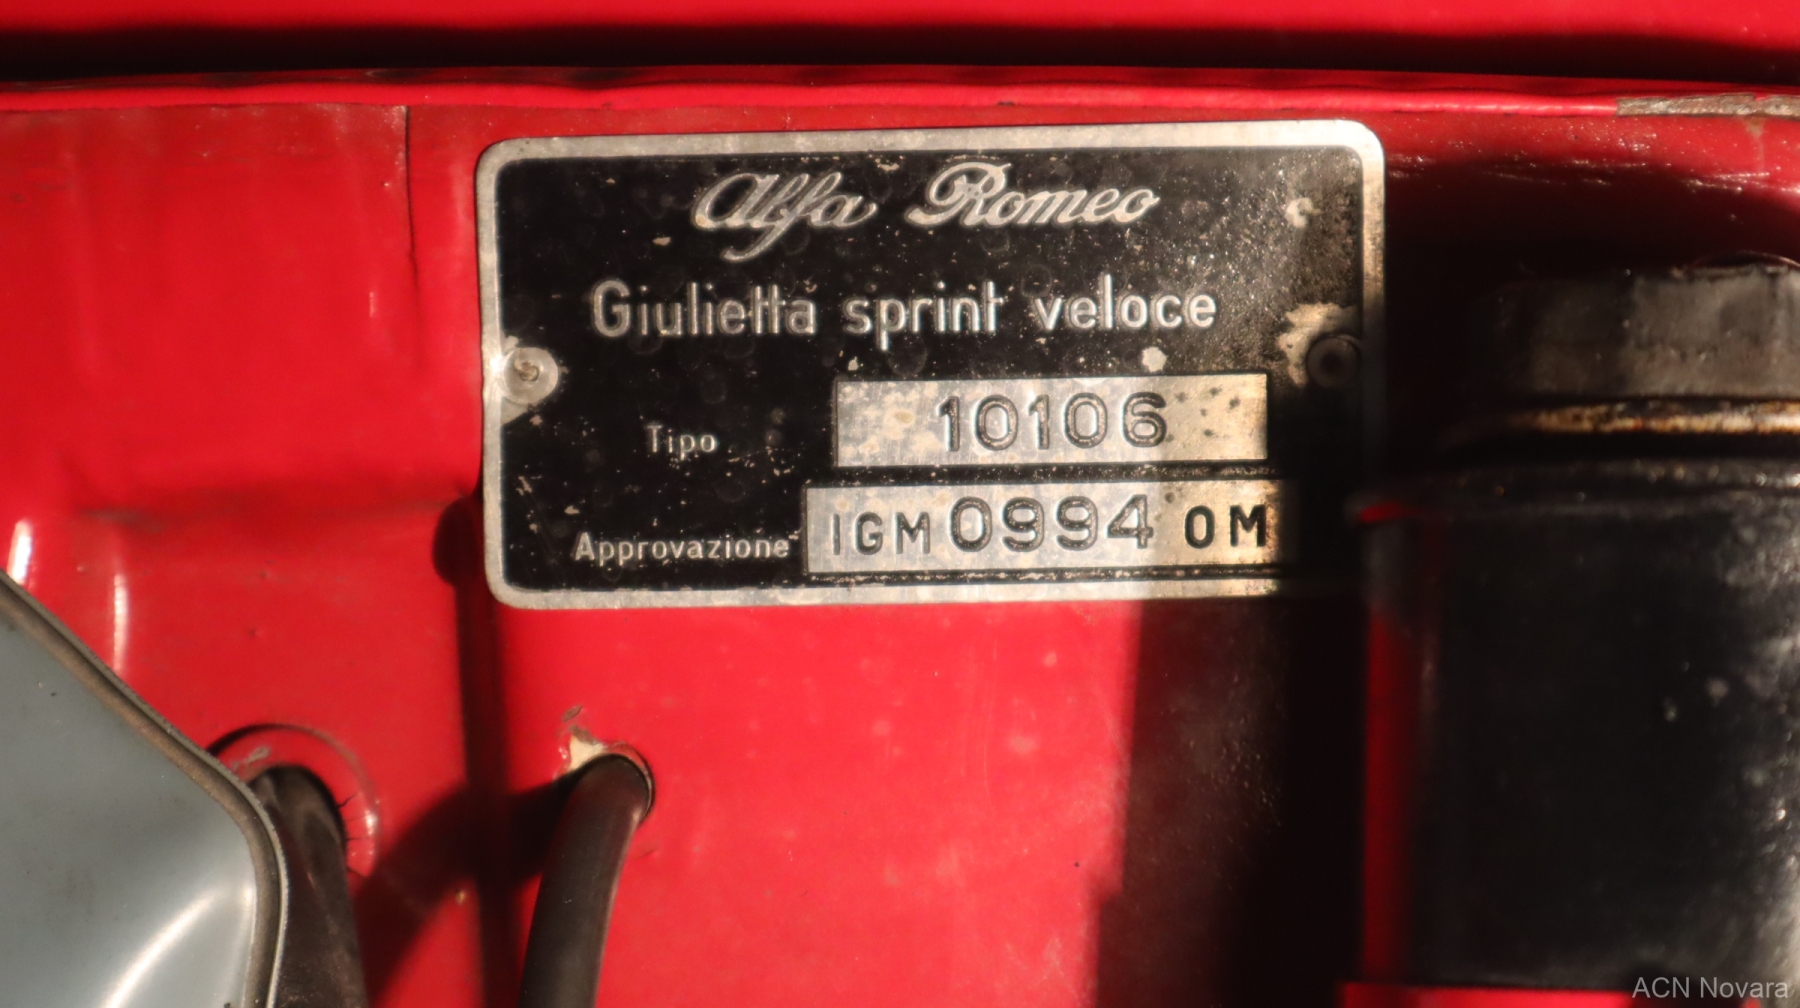 Alfa Romeo
Giulietta sprint veloce
Tipo 10106
Approvazione IGM 0994 OM
ACN Novara